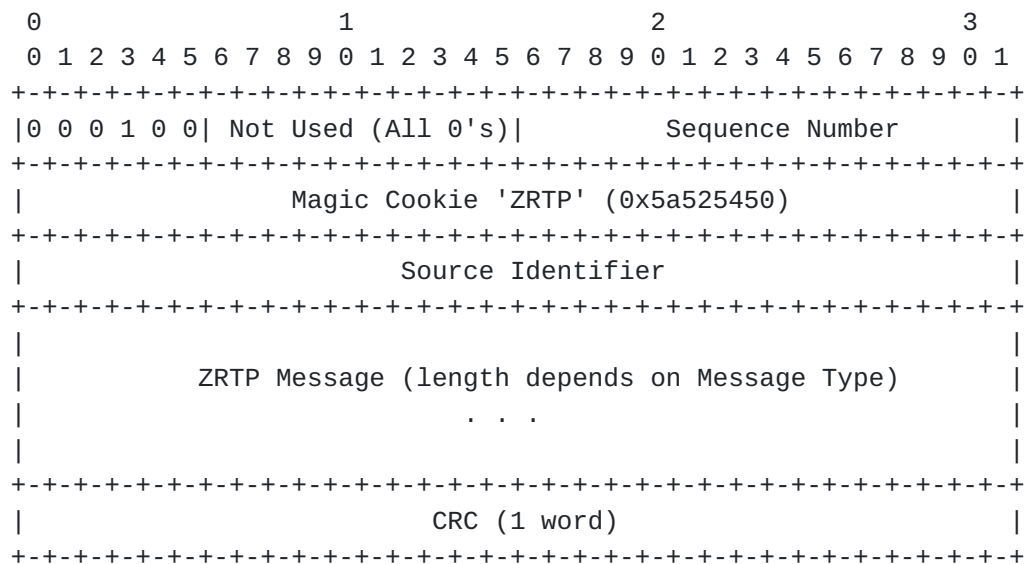 0                   1                   2                   3
 0 1 2 3 4 5 6 7 8 9 0 1 2 3 4 5 6 7 8 9 0 1 2 3 4 5 6 7 8 9 0 1
+-+-+-+-+-+-+-+-+-+-+-+-+-+-+-+-+-+-+-+-+-+-+-+-+-+-+-+-+-+-+-+-+
|0 0 0 1 0 0| Not Used (All 0's)|         Sequence Number       |
+-+-+-+-+-+-+-+-+-+-+-+-+-+-+-+-+-+-+-+-+-+-+-+-+-+-+-+-+-+-+-+-+
|                 Magic Cookie 'ZRTP' (0x5a525450)              |
+-+-+-+-+-+-+-+-+-+-+-+-+-+-+-+-+-+-+-+-+-+-+-+-+-+-+-+-+-+-+-+-+
|                        Source Identifier                      |
+-+-+-+-+-+-+-+-+-+-+-+-+-+-+-+-+-+-+-+-+-+-+-+-+-+-+-+-+-+-+-+-+
|                                                               |
|           ZRTP Message (length depends on Message Type)       |
|                            . . .                              |
|                                                               |
+-+-+-+-+-+-+-+-+-+-+-+-+-+-+-+-+-+-+-+-+-+-+-+-+-+-+-+-+-+-+-+-+
|                          CRC (1 word)                         |
+-+-+-+-+-+-+-+-+-+-+-+-+-+-+-+-+-+-+-+-+-+-+-+-+-+-+-+-+-+-+-+-+